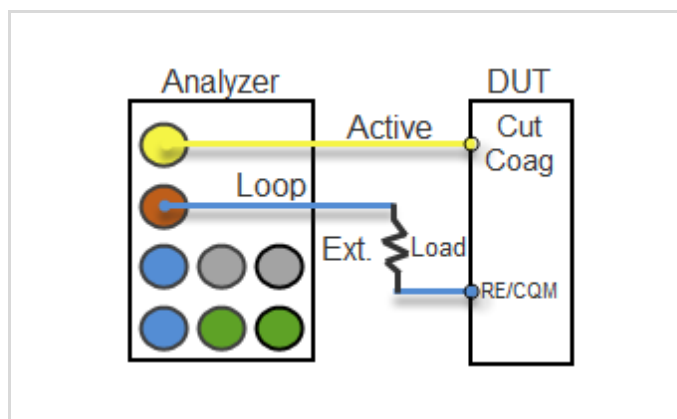 Analyzer
DUT
Active
Cut
Coag
Loop
Ext.
Load
RE/CQM